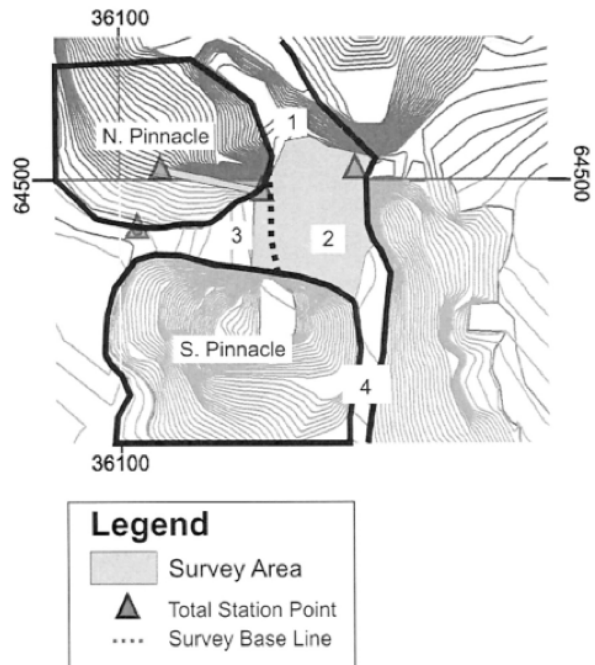 36100
N. Pinnacle
1
64500
64500
3
2
S. Pinnacle
4
36100
Legend
Survey Area
Total Station Point
Survey Base Line